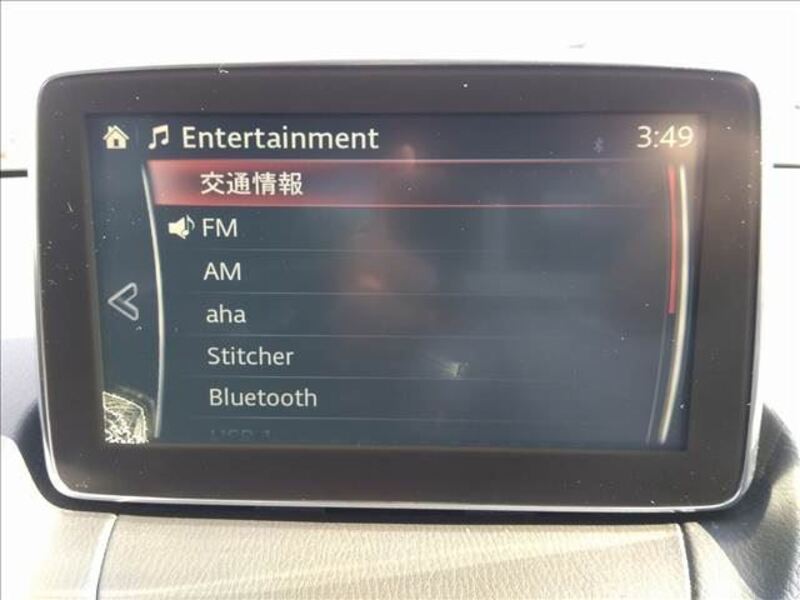 Entertainment 3:49
交通情報
FM
AM
aha
Stitcher
Bluetooth